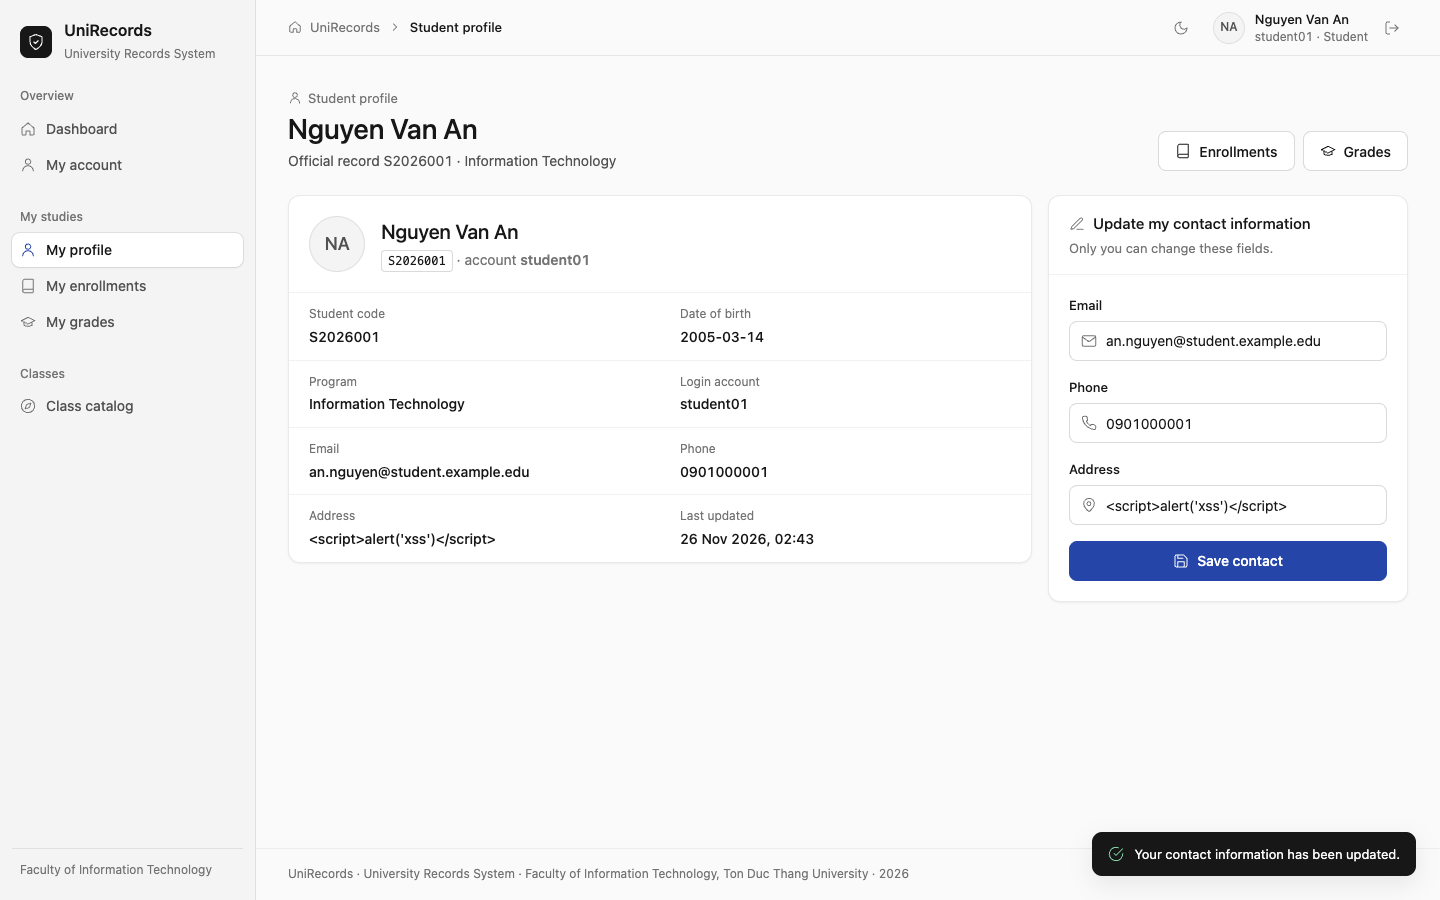 UniRecords
University Records System
Overview
Dashboard
My account
My studies
My profile
My enrollments
My grades
Classes
Class catalog
Faculty of Information Technology
UniRecords > Student profile
NA
Nguyen Van An
student01 · Student
Student profile
Nguyen Van An
Official record S2026001 · Information Technology
Enrollments
Grades
NA
Nguyen Van An
S2026001 · account student01
Student code
S2026001
Date of birth
2005-03-14
Program
Information Technology
Login account
student01
Email
an.nguyen@student.example.edu
Phone
0901000001
Address
<script>alert('xss')</script>
Last updated
26 Nov 2026, 02:43
Update my contact information
Only you can change these fields.
Email
an.nguyen@student.example.edu
Phone
0901000001
Address
<script>alert('xss')</script>
Save contact
UniRecords · University Records System · Faculty of Information Technology, Ton Duc Thang University · 2026
Your contact information has been updated.